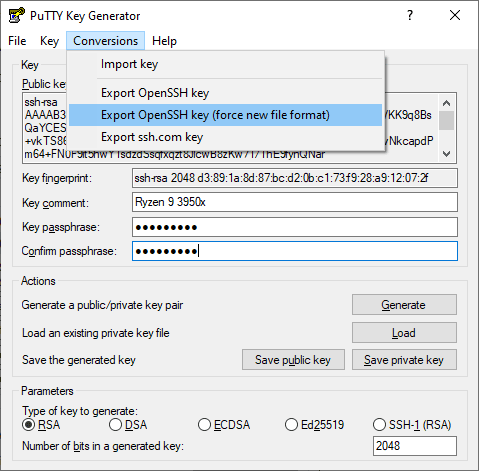 PuTTY Key Generator
?
File Key Conversions Help
Import key
Export OpenSSH key
Export OpenSSH key (force new file format)
Export ssh.com key
Key
Public key
ssh-rsa
AAAAB3
VKK9q8Bs
QaYCES
+vkTS86
yNkcapdP
Key fingerprint: ssh-rsa 2048 d3:89:1a:8d:87:bc:d2:0b:c1:73:f9:28:a9:12:07:2f
Key comment: Ryzen 9 3950x
Key passphrase: ●●●●●●●●●
Confirm passphrase: ●●●●●●●●●
Actions
Generate a public/private key pair Generate
Load an existing private key file Load
Save the generated key Save public key Save private key
Parameters
Type of key to generate:
RSA DSA ECDSA Ed25519 SSH-1 (RSA)
Number of bits in a generated key: 2048